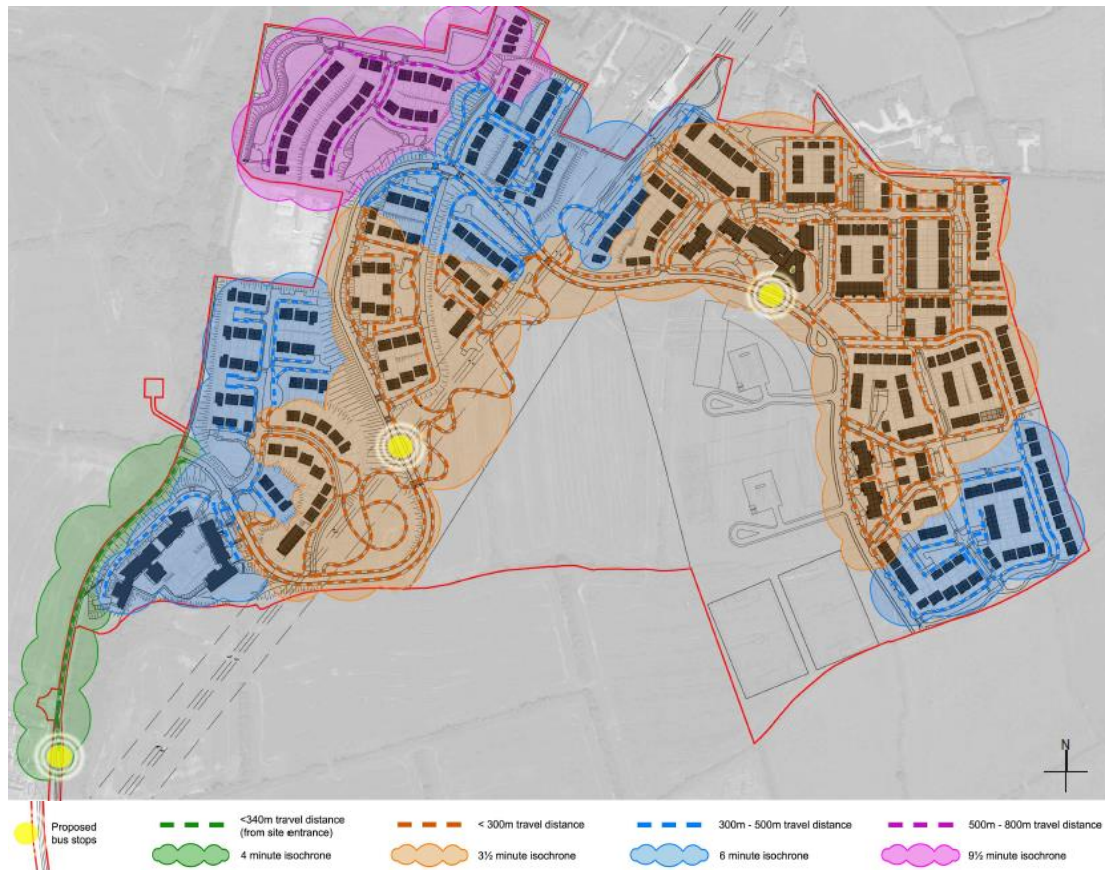 N
Proposed
bus stops
<340m travel distance
(from site entrance)
4 minute isochrone
< 300m travel distance
3½ minute isochrone
300m - 500m travel distance
6 minute isochrone
500m - 800m travel distance
9½ minute isochrone